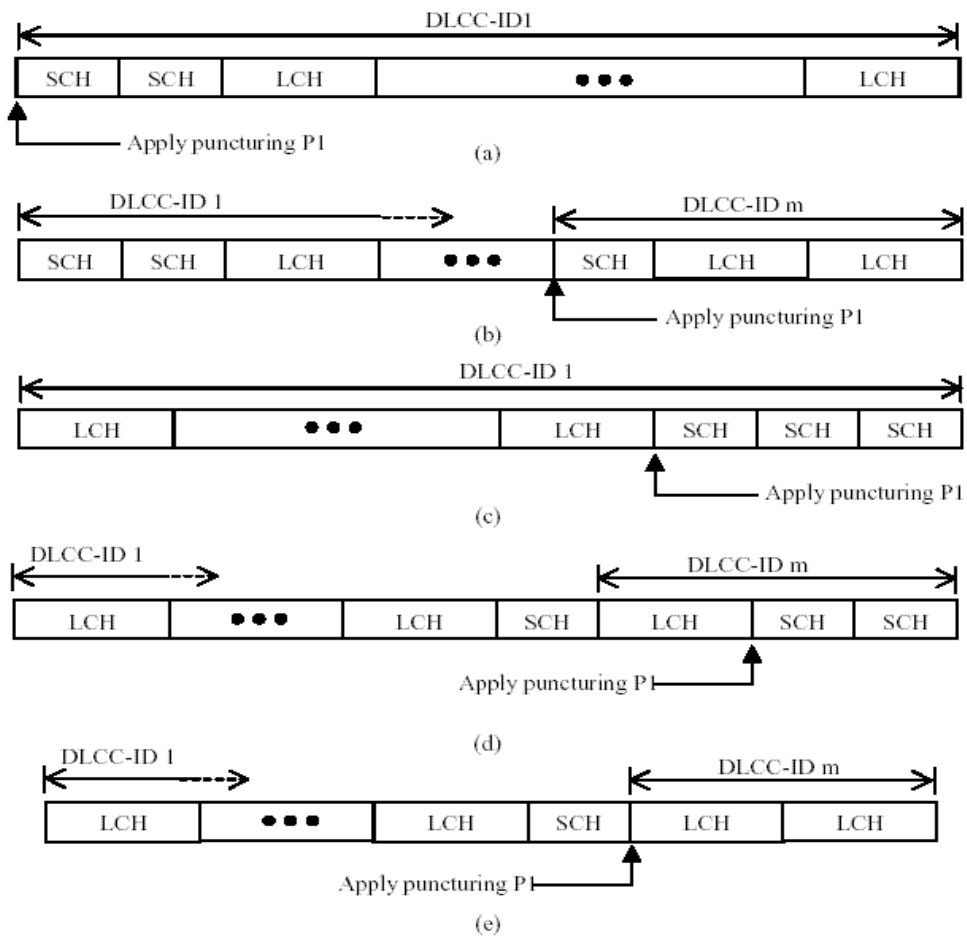 DLCC-ID1
SCH SCH LCH LCH
Apply puncturing P1
(a)
DLCC-ID 1 DLCC-ID m
SCH SCH LCH SCH LCH LCH
Apply puncturing P1
(b)
DLCC-ID 1
LCH LCH SCH SCH SCH
Apply puncturing P1
(c)
DLCC-ID 1 DLCC-ID m
LCH LCH SCH LCH SCH SCH
Apply puncturing P1
(d)
DLCC-ID 1 DLCC-ID m
LCH LCH SCH LCH LCH
Apply puncturing P1
(e)